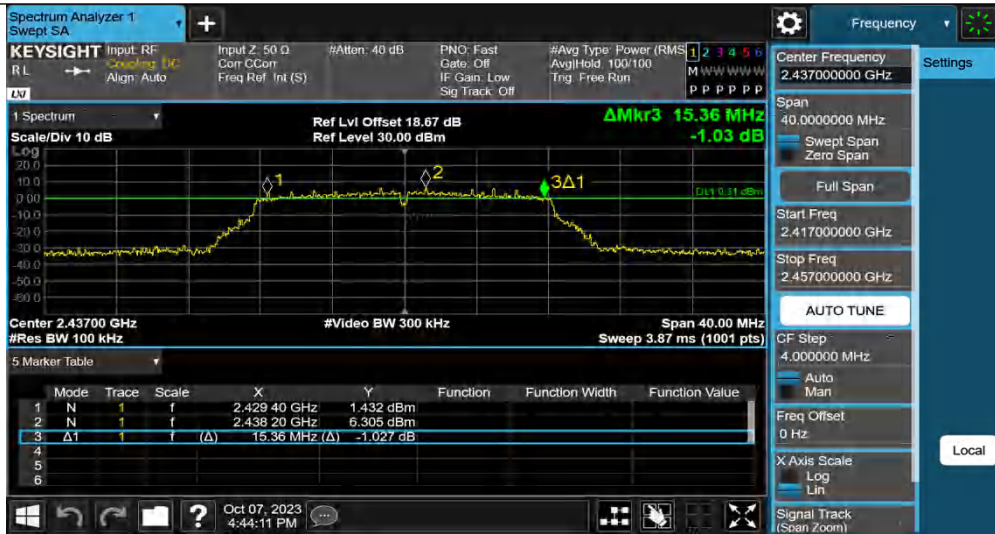 Spectrum Analyzer 1
Swept SA
+
Frequency
KEYSIGHT
RL
LXI
Input: RF
Coupling: DC
Align: Auto
Input Z: 50 Ω
Corr CCorr
Freq Ref: Int (S)
#Atten: 40 dB
PNO: Fast
Gate: Off
IF Gain: Low
Sig Track: Off
#Avg Type: Power (RMS
Avg|Hold: 100/100
Trig: Free Run
1 2 3 4 5 6
M W W W W W
P P P P P P
1 Spectrum
Scale/Div 10 dB
Ref Lvl Offset 18.67 dB
Ref Level 30.00 dBm
ΔMkr3 15.36 MHz
-1.03 dB
Log
20.0
10.0
0.00
-10.0
-20.0
-30.0
-40.0
-50.0
-60.0
1
2
3Δ1
DL1 0.31 dBm
Center 2.43700 GHz
#Res BW 100 kHz
#Video BW 300 kHz
Span 40.00 MHz
Sweep 3.87 ms (1001 pts)
5 Marker Table
Mode Trace Scale X Y Function Function Width Function Value
1 N 1 f 2.429 40 GHz 1.432 dBm
2 N 1 f 2.438 20 GHz 6.305 dBm
3 Δ1 1 f (Δ) 15.36 MHz (Δ) -1.027 dB
4
5
6
?
Oct 07, 2023
4:44:11 PM
Center Frequency
2.437000000 GHz
Span
40.0000000 MHz
Swept Span
Zero Span
Full Span
Start Freq
2.417000000 GHz
Stop Freq
2.457000000 GHz
AUTO TUNE
CF Step
4.000000 MHz
Auto
Man
Freq Offset
0 Hz
X Axis Scale
Log
Lin
Signal Track
(Span Zoom)
Settings
Local